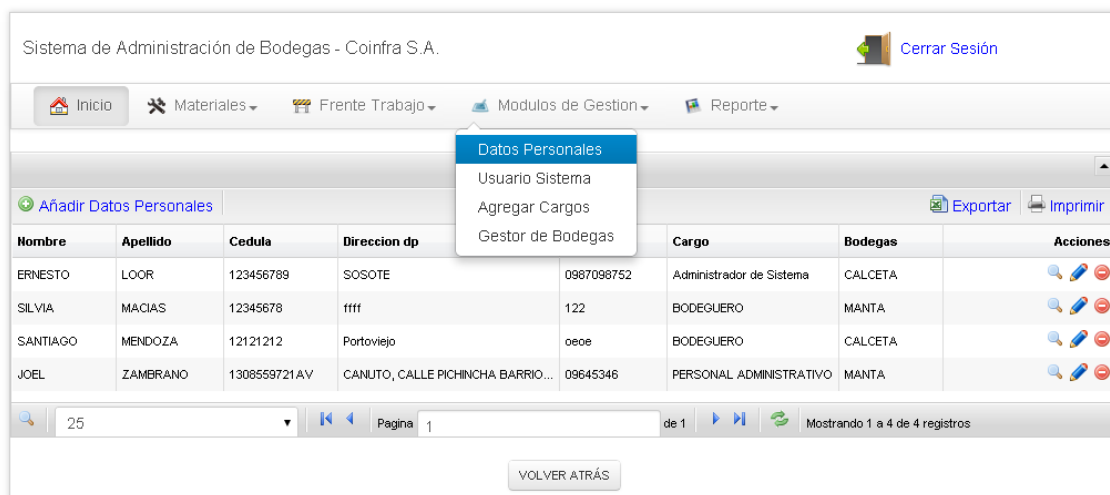 Sistema de Administración de Bodegas - Coinfra S.A.
Cerrar Sesión
Inicio Materiales Frente Trabajo Modulos de Gestion Reporte
Datos Personales
Usuario Sistema
Agregar Cargos
Gestor de Bodegas
Añadir Datos Personales Exportar Imprimir
Nombre Apellido Cedula Direccion dp Cargo Bodegas Acciones
ERNESTO LOOR 123456789 SOSOTE 0987098752 Administrador de Sistema CALCETA
SILVIA MACIAS 12345678 ffff 122 BODEGUERO MANTA
SANTIAGO MENDOZA 12121212 Portoviejo oeoe BODEGUERO CALCETA
JOEL ZAMBRANO 1308559721AV CANUTO, CALLE PICHINCHA BARRIO... 09645346 PERSONAL ADMINISTRATIVO MANTA
25 Pagina 1 de 1 Mostrando 1 a 4 de 4 registros
VOLVER ATRÁS